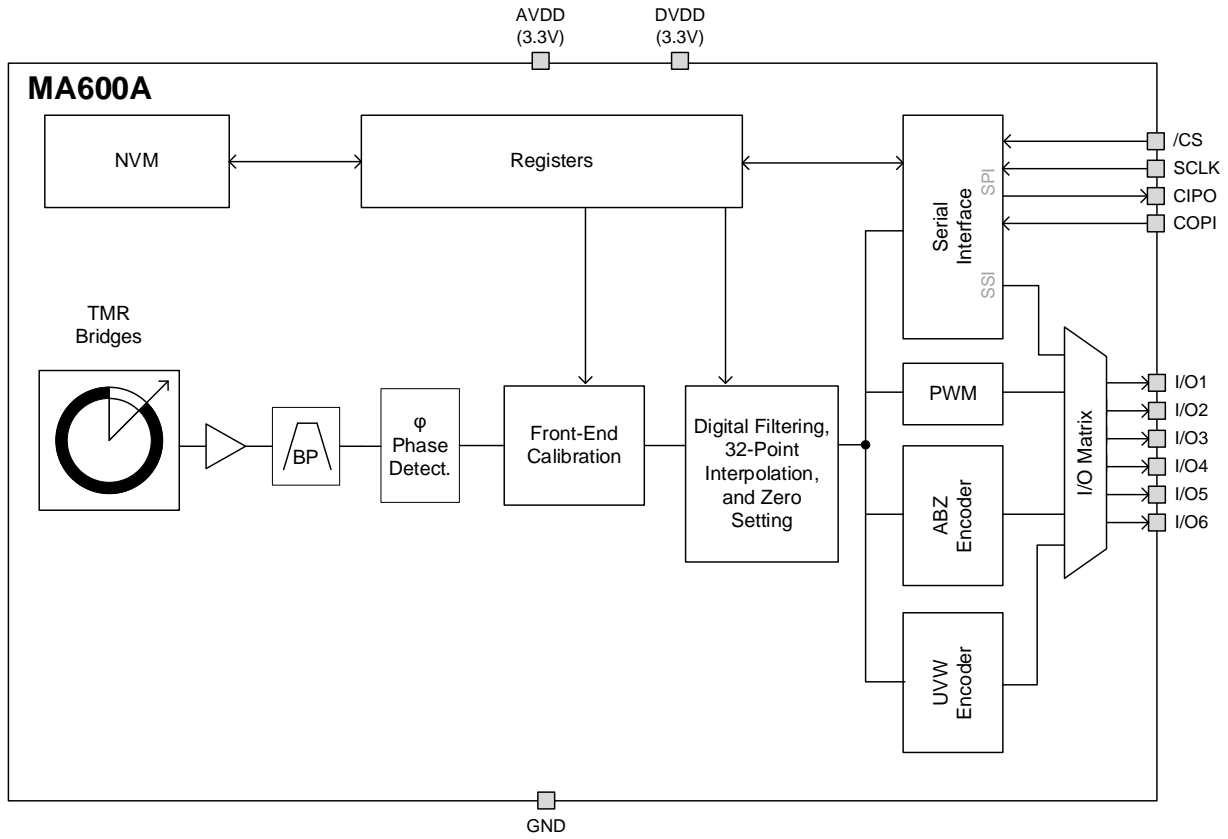 AVDD
(3.3V)
DVDD
(3.3V)
MA600A
NVM
Registers
Serial
Interface
SPI
SSI
/CS
SCLK
CIPO
COPI
TMR
Bridges
BP
φ
Phase
Detect.
Front-End
Calibration
Digital Filtering,
32-Point
Interpolation,
and Zero
Setting
PWM
ABZ
Encoder
UVW
Encoder
I/O Matrix
I/O1
I/O2
I/O3
I/O4
I/O5
I/O6
GND